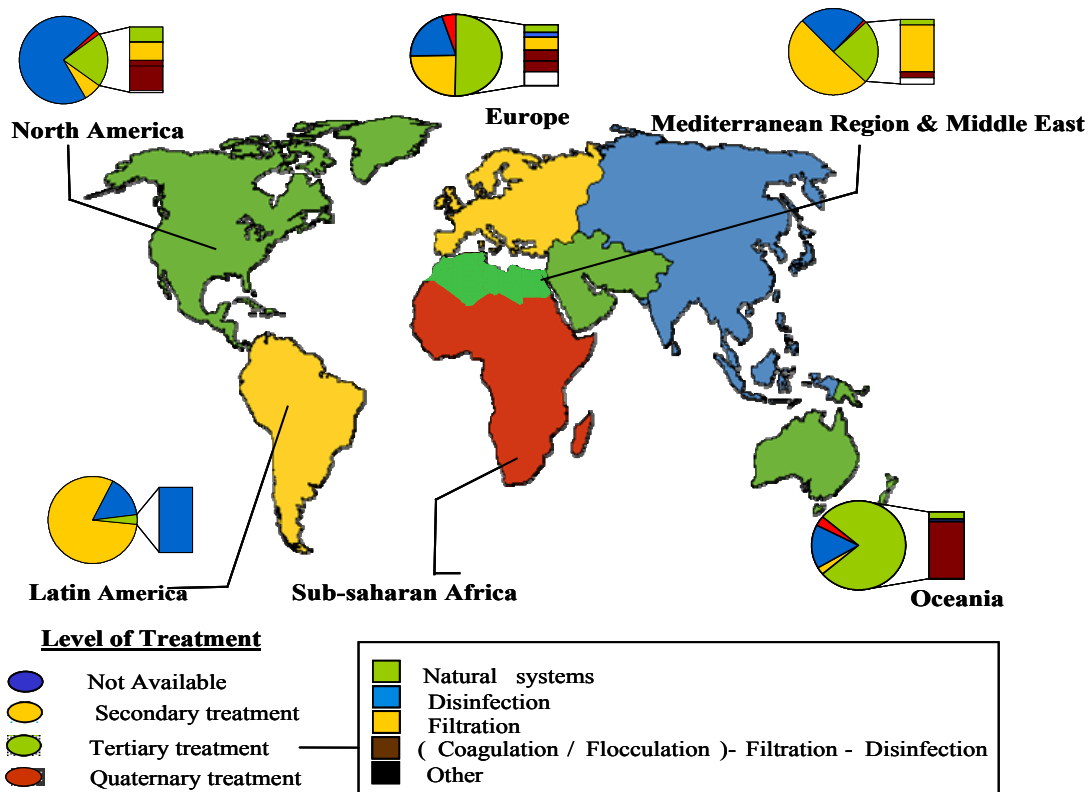 North America
Europe
Mediterranean Region & Middle East
Latin America
Sub-saharan Africa
Oceania
Level of Treatment
Not Available
Secondary treatment
Tertiary treatment
Quaternary treatment
Natural systems
Disinfection
Filtration
( Coagulation / Flocculation )- Filtration - Disinfection
Other